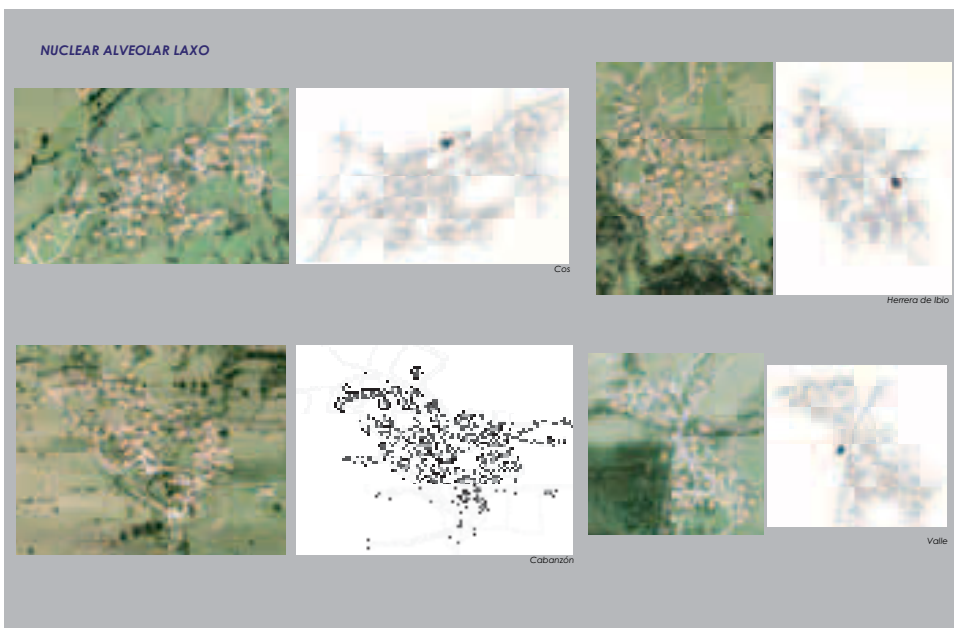 NUCLEAR ALVEOLAR LAXO
Cos
Herrera de Ibio
Cabanzón
Valle